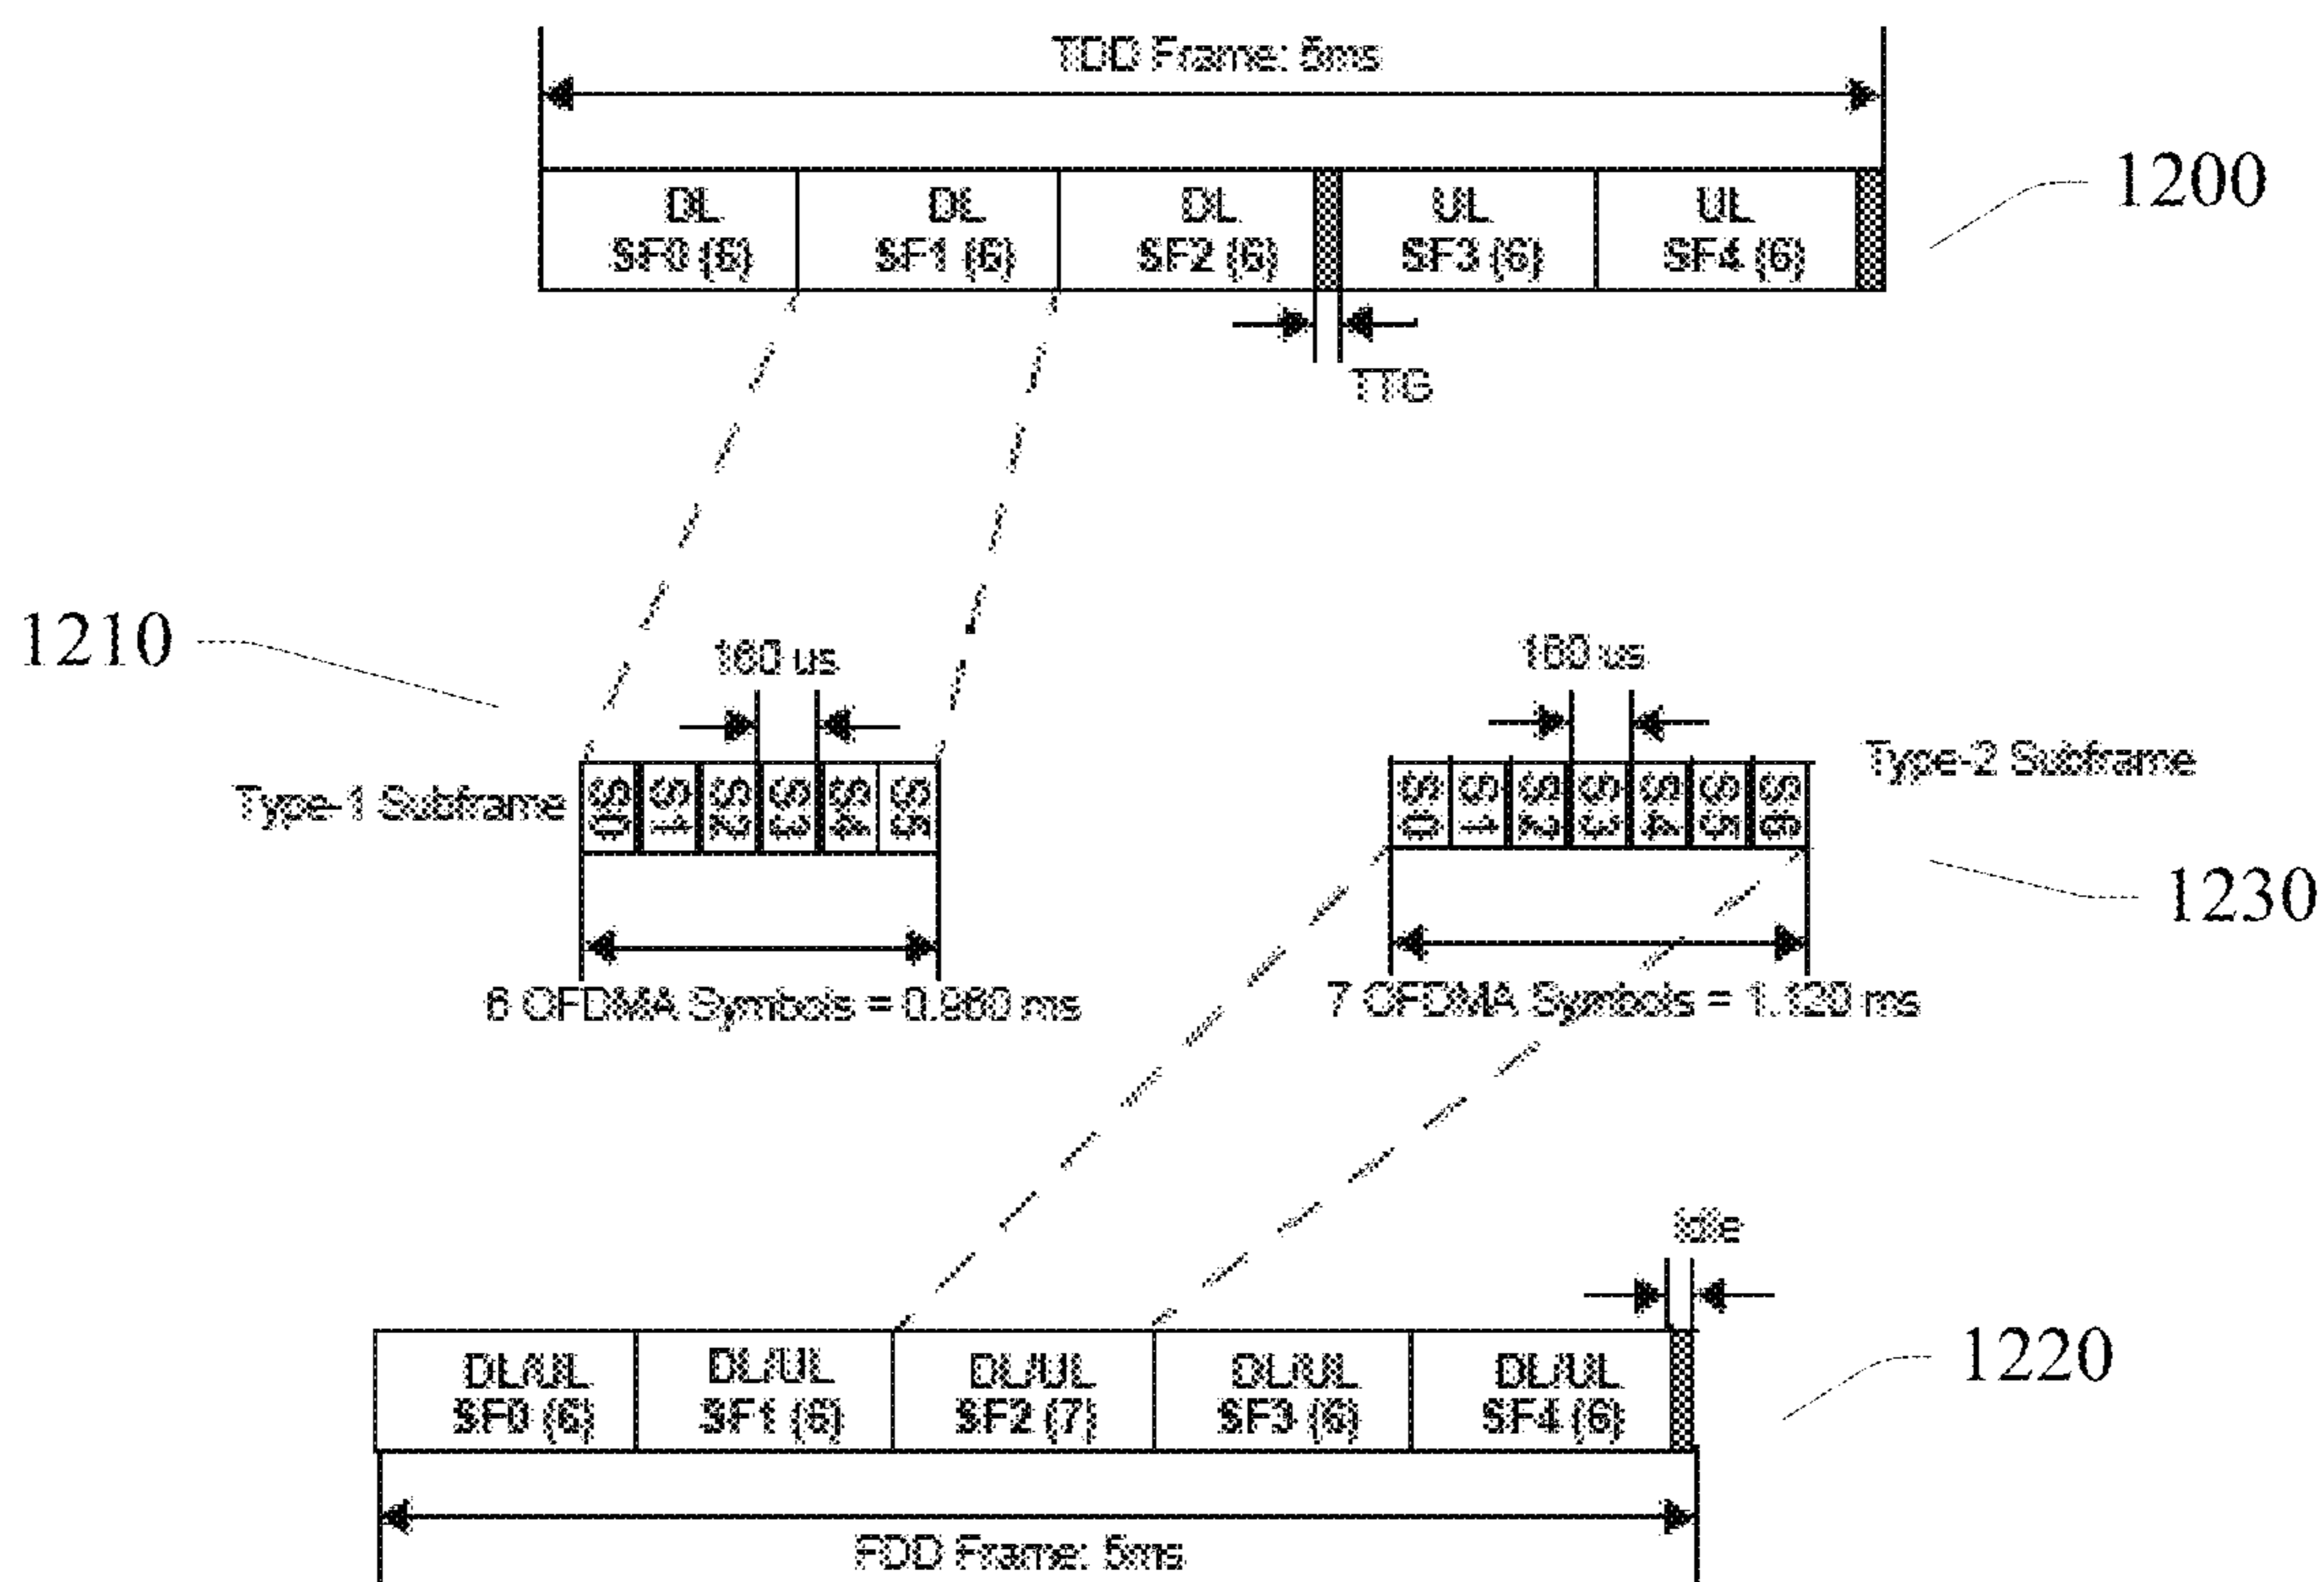 TDD Frame: 5ms
1200
DL
SF0 (6)
DL
SF1 (6)
DL
SF2 (6)
UL
SF3 (6)
UL
SF4 (6)
TTG
1210
160 us
Type-1 Subframe
S0
S1
S2
S3
S4
S5
6 OFDMA Symbols = 0.960 ms
160 us
Type-2 Subframe
S0
S1
S2
S3
S4
S5
S6
1230
7 OFDMA Symbols = 1.120 ms
Idle
1220
DL/UL
SF0 (6)
DL/UL
SF1 (6)
DL/UL
SF2 (7)
DL/UL
SF3 (6)
DL/UL
SF4 (6)
FDD Frame: 5ms